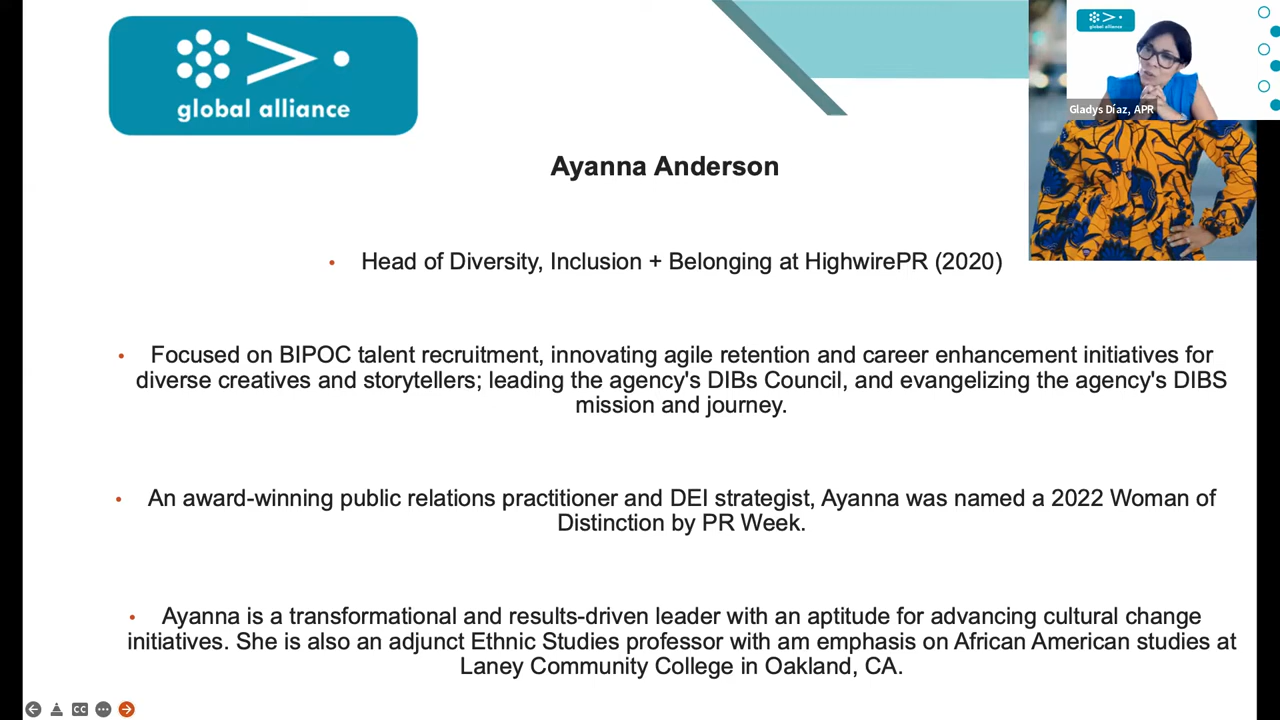 global alliance
global alliance
Gladys Díaz, APR
Ayanna Anderson
• Head of Diversity, Inclusion + Belonging at HighwirePR (2020)
• Focused on BIPOC talent recruitment, innovating agile retention and career enhancement initiatives for
diverse creatives and storytellers; leading the agency's DIBs Council, and evangelizing the agency's DIBS
mission and journey.
• An award-winning public relations practitioner and DEI strategist, Ayanna was named a 2022 Woman of
Distinction by PR Week.
• Ayanna is a transformational and results-driven leader with an aptitude for advancing cultural change
initiatives. She is also an adjunct Ethnic Studies professor with am emphasis on African American studies at
Laney Community College in Oakland, CA.
CC